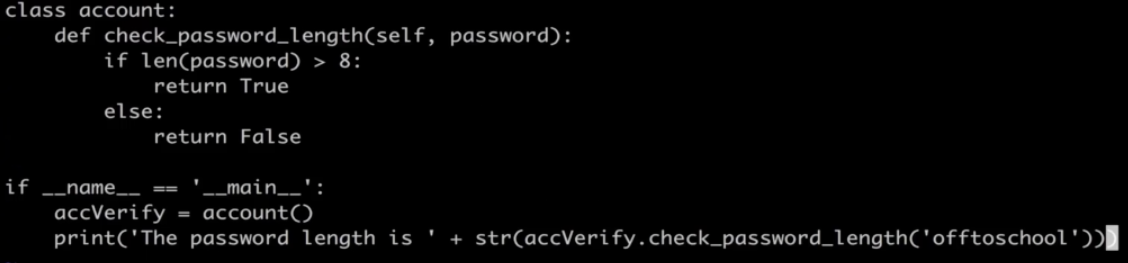 class account:
    def check_password_length(self, password):
        if len(password) > 8:
            return True
        else:
            return False

if __name__ == '__main__':
    accVerify = account()
    print('The password length is ' + str(accVerify.check_password_length('offtoschool')))